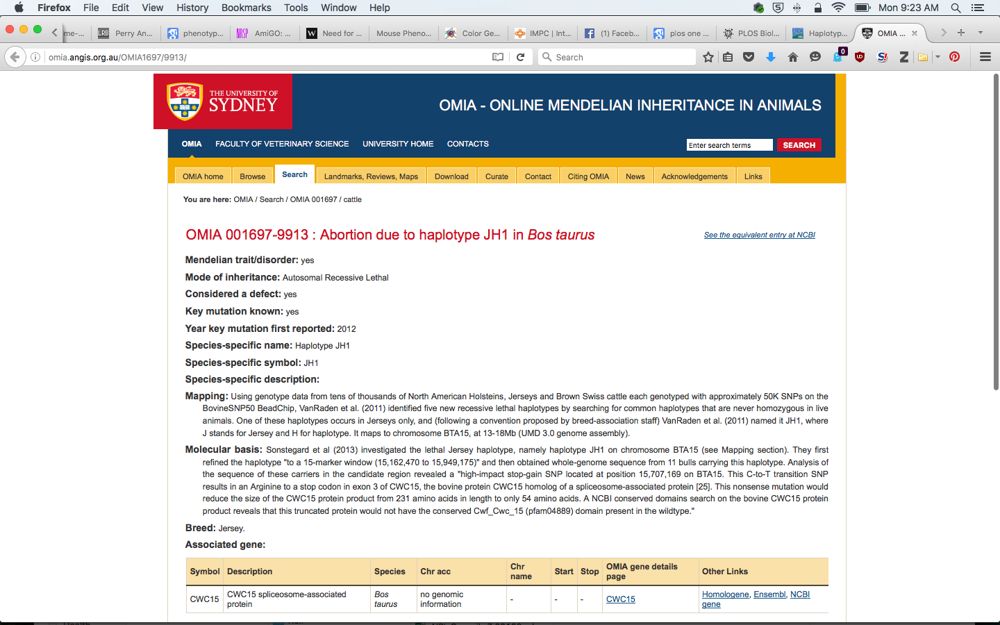 Firefox File Edit View History Bookmarks Tools Window Help Mon 9:23 AM
me-... LRB Perry An... phenotyp... NRSP AmiGO: ... W Need for ... Mouse Pheno... Color Ge... IMPC | Int... (1) Faceb... plos one ... PLOS Biol... Haplotyp... OMIA ...
omia.angis.org.au/OMIA1697/9913/ Search 0
THE UNIVERSITY OF
SYDNEY
OMIA - ONLINE MENDELIAN INHERITANCE IN ANIMALS
OMIA FACULTY OF VETERINARY SCIENCE UNIVERSITY HOME CONTACTS Enter search terms SEARCH
OMIA home Browse Search Landmarks, Reviews, Maps Download Curate Contact Citing OMIA News Acknowledgements Links
You are here: OMIA / Search / OMIA 001697 / cattle
OMIA 001697-9913 : Abortion due to haplotype JH1 in Bos taurus
See the equivalent entry at NCBI
Mendelian trait/disorder: yes
Mode of inheritance: Autosomal Recessive Lethal
Considered a defect: yes
Key mutation known: yes
Year key mutation first reported: 2012
Species-specific name: Haplotype JH1
Species-specific symbol: JH1
Species-specific description:
Mapping: Using genotype data from tens of thousands of North American Holsteins, Jerseys and Brown Swiss cattle each genotyped with approximately 50K SNPs on the
BovineSNP50 BeadChip, VanRaden et al. (2011) identified five new recessive lethal haplotypes by searching for common haplotypes that are never homozygous in live
animals. One of these haplotypes occurs in Jerseys only, and (following a convention proposed by breed-association staff) VanRaden et al. (2011) named it JH1, where
J stands for Jersey and H for haplotype. It maps to chromosome BTA15, at 13-18Mb (UMD 3.0 genome assembly).
Molecular basis: Sonstegard et al (2013) investigated the lethal Jersey haplotype, namely haplotype JH1 on chromosome BTA15 (see Mapping section). They first
refined the haplotype "to a 15-marker window (15,162,470 to 15,949,175)" and then obtained whole-genome sequence from 11 bulls carrying this haplotype. Analysis of
the sequence of these carriers in the candidate region revealed a "high-impact stop-gain SNP located at position 15,707,169 on BTA15. This C-to-T transition SNP
results in an Arginine to a stop codon in exon 3 of CWC15, the bovine protein CWC15 homolog of a spliceosome-associated protein [25]. This nonsense mutation would
reduce the size of the CWC15 protein product from 231 amino acids in length to only 54 amino acids. A NCBI conserved domains search on the bovine CWC15 protein
product reveals that this truncated protein would not have the conserved Cwf_Cwc_15 (pfam04889) domain present in the wildtype."
Breed: Jersey.
Associated gene:
Symbol Description Species Chr acc Chr name Start Stop OMIA gene details page Other Links
CWC15 CWC15 spliceosome-associated protein Bos taurus no genomic information - - - CWC15 Homologene, Ensembl, NCBI gene